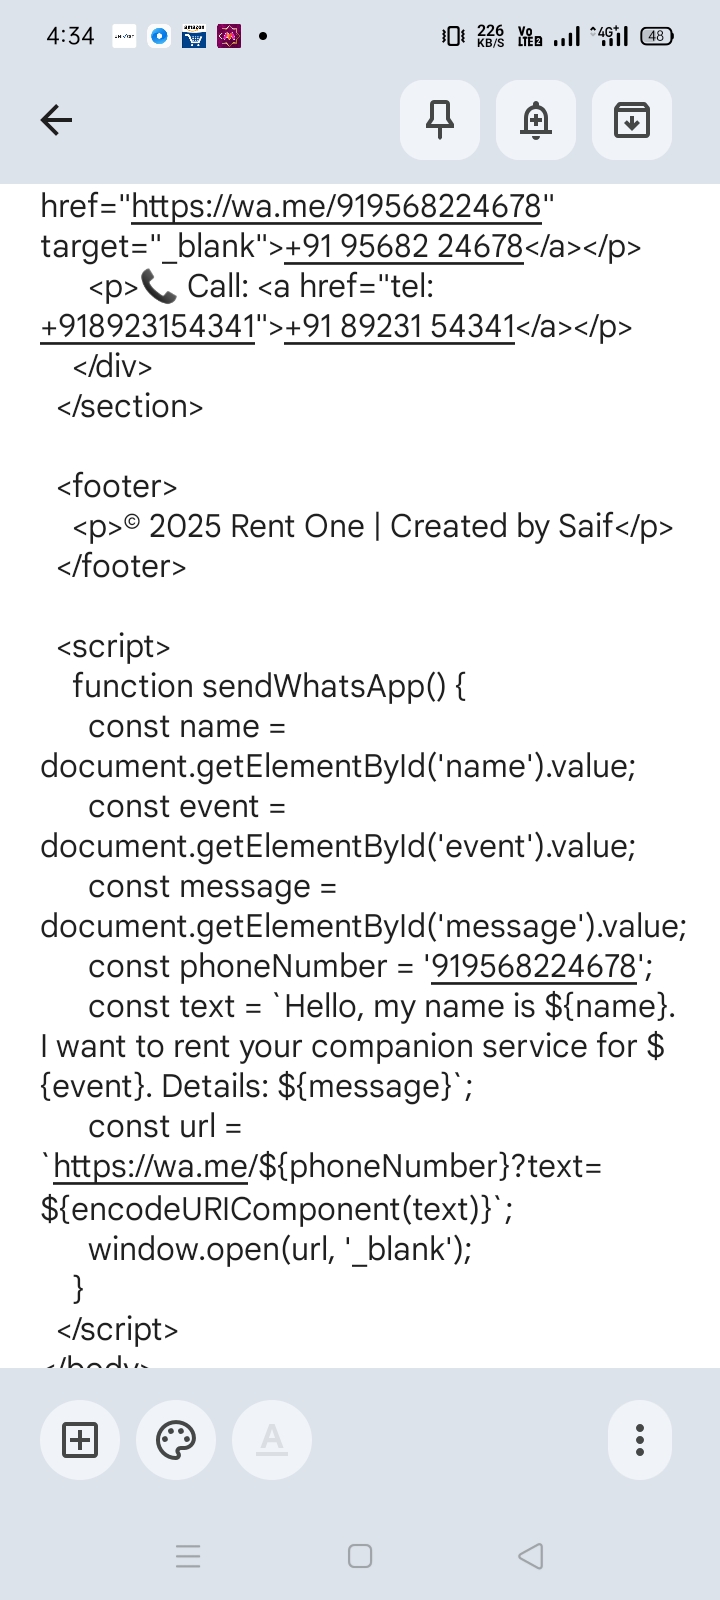 4:34
amazon
226 KB/S
Vo LTE2
4G+
48
href="https://wa.me/919568224678"
target="_blank">+91 95682 24678</a></p>
<p>📞 Call: <a href="tel:
+918923154341">+91 89231 54341</a></p>
</div>
</section>
<footer>
<p>© 2025 Rent One | Created by Saif</p>
</footer>
<script>
function sendWhatsApp() {
const name =
document.getElementById('name').value;
const event =
document.getElementById('event').value;
const message =
document.getElementById('message').value;
const phoneNumber = '919568224678';
const text = `Hello, my name is ${name}.
I want to rent your companion service for $
{event}. Details: ${message}`;
const url =
`https://wa.me/${phoneNumber}?text=
${encodeURIComponent(text)}`;
window.open(url, '_blank');
}
</script>
</body>
A